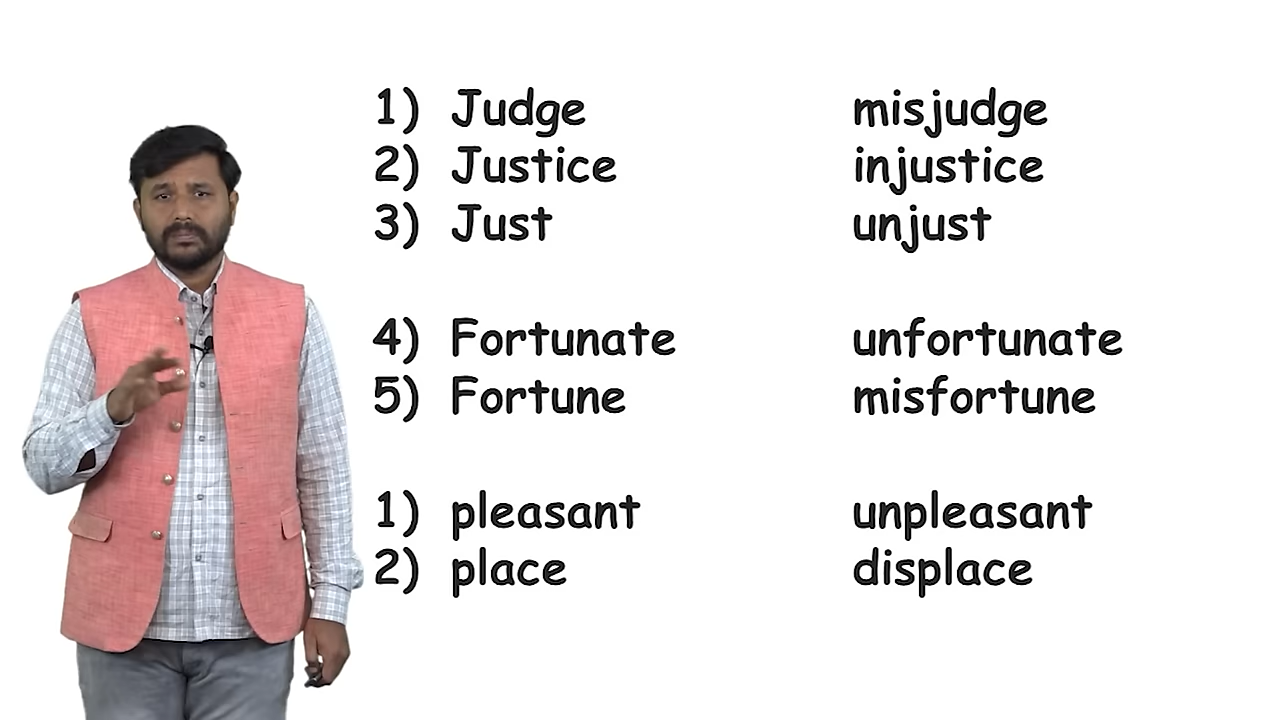 1) Judge misjudge
2) Justice injustice
3) Just unjust
4) Fortunate unfortunate
5) Fortune misfortune
1) pleasant unpleasant
2) place displace